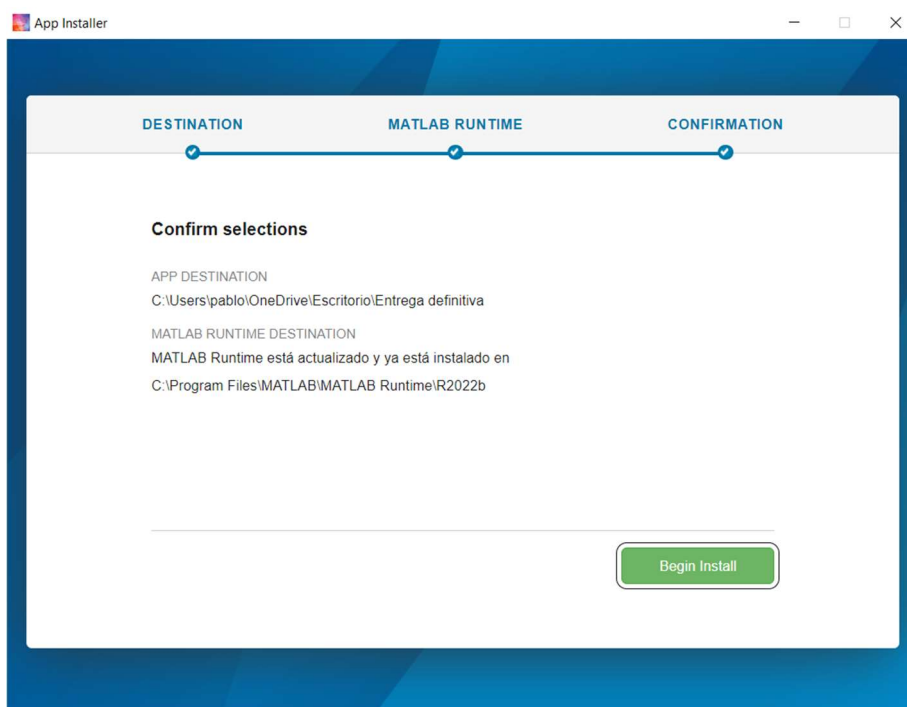 App Installer
DESTINATION
MATLAB RUNTIME
CONFIRMATION
Confirm selections
APP DESTINATION
C:\Users\pablo\OneDrive\Escritorio\Entrega definitiva
MATLAB RUNTIME DESTINATION
MATLAB Runtime está actualizado y ya está instalado en
C:\Program Files\MATLAB\MATLAB Runtime\R2022b
Begin Install